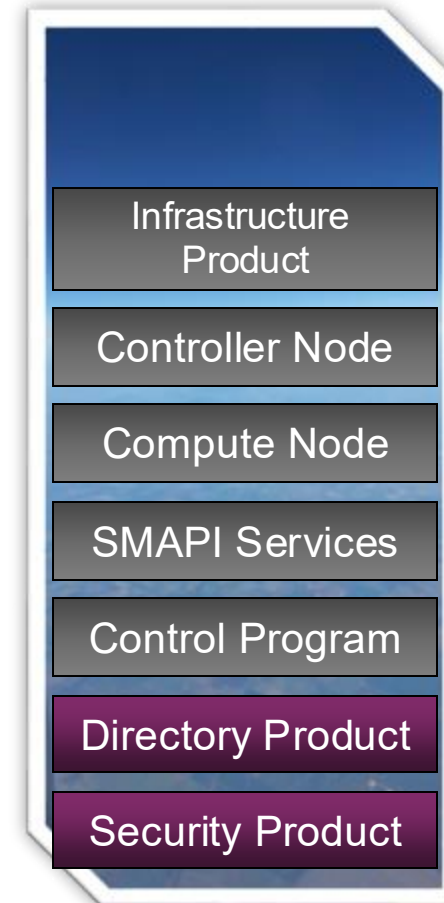 Infrastructure
Product
Controller Node
Compute Node
SMAPI Services
Control Program
Directory Product
Security Product